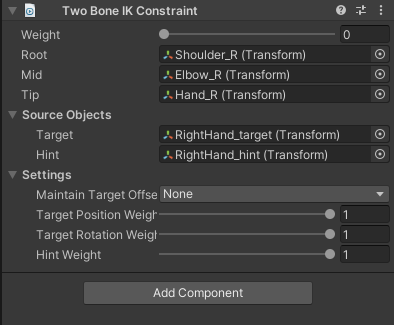 Two Bone IK Constraint
Weight 0
Root Shoulder_R (Transform)
Mid Elbow_R (Transform)
Tip Hand_R (Transform)
Source Objects
Target RightHand_target (Transform)
Hint RightHand_hint (Transform)
Settings
Maintain Target Offse None
Target Position Weigh 1
Target Rotation Weigh 1
Hint Weight 1
Add Component